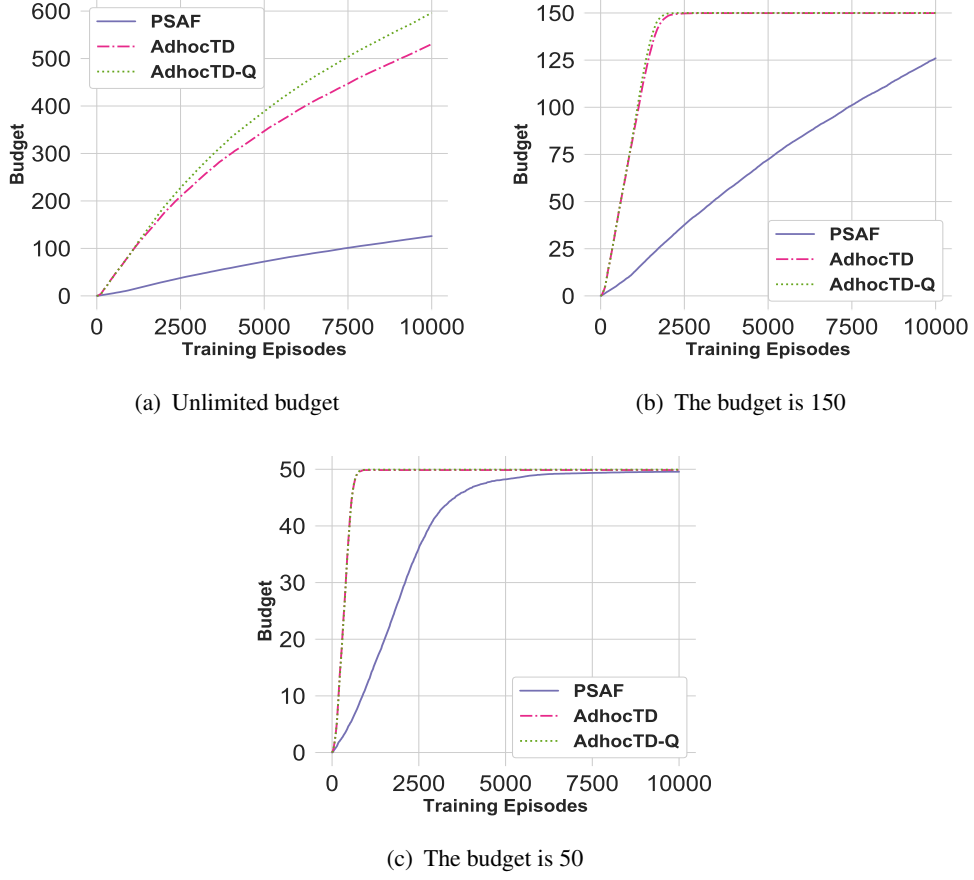 600
500
400
300
200
100
0
Budget
PSAF
AdhocTD
AdhocTD-Q
0 2500 5000 7500 10000
Training Episodes
(a) Unlimited budget
150
125
100
75
50
25
0
Budget
PSAF
AdhocTD
AdhocTD-Q
0 2500 5000 7500 10000
Training Episodes
(b) The budget is 150
50
40
30
20
10
0
Budget
PSAF
AdhocTD
AdhocTD-Q
0 2500 5000 7500 10000
Training Episodes
(c) The budget is 50